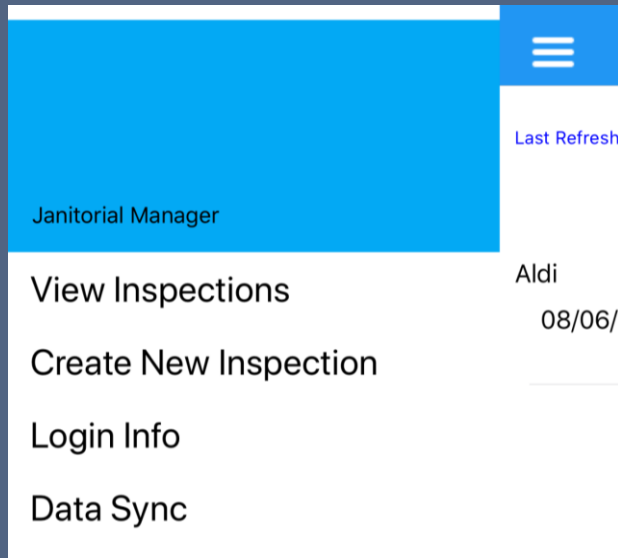 Janitorial Manager
View Inspections
Create New Inspection
Login Info
Data Sync
Last Refresh
Aldi
08/06/